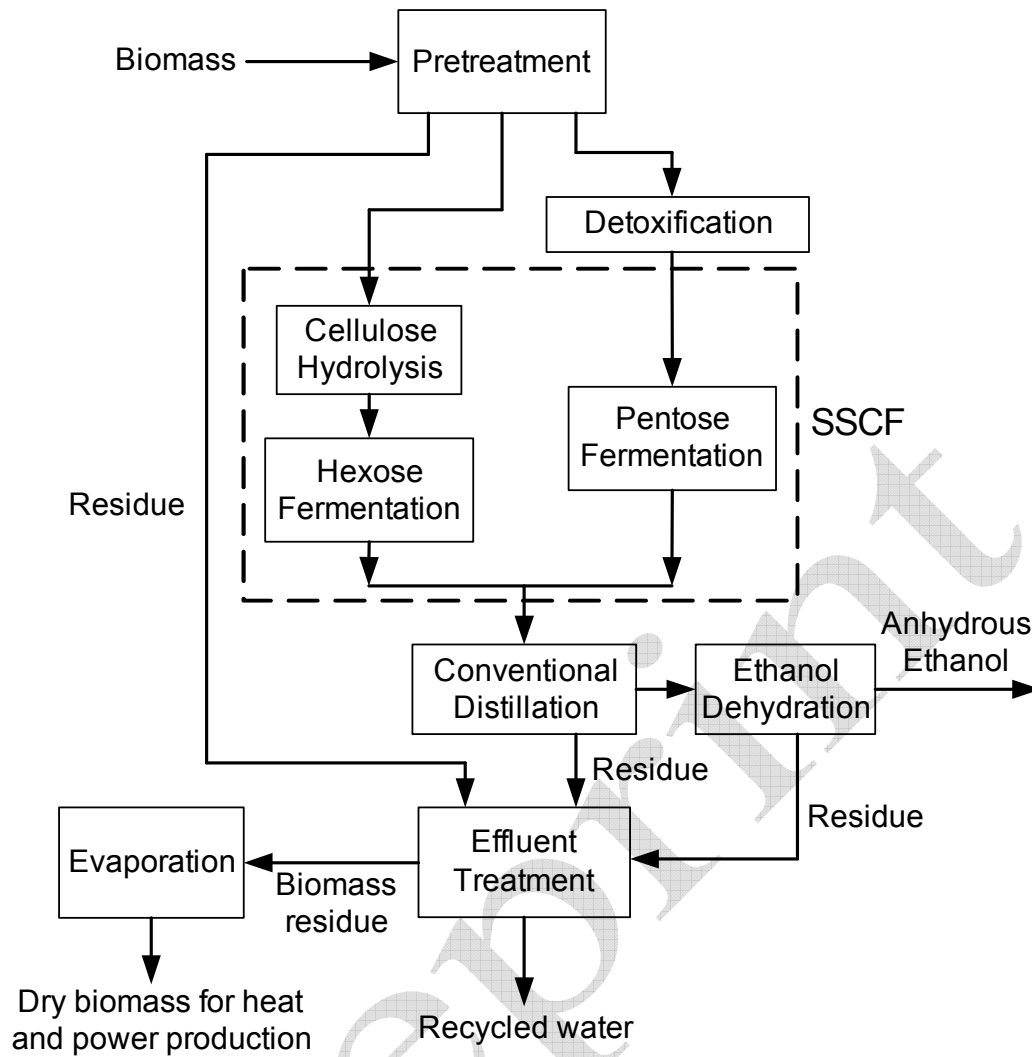 Biomass
Pretreatment
Detoxification
Cellulose
Hydrolysis
Pentose
Fermentation
SSCF
Hexose
Fermentation
Residue
Conventional
Distillation
Ethanol
Dehydration
Anhydrous
Ethanol
Residue
Residue
Evaporation
Biomass
residue
Effluent
Treatment
Dry biomass for heat
and power production
Recycled water
eprint